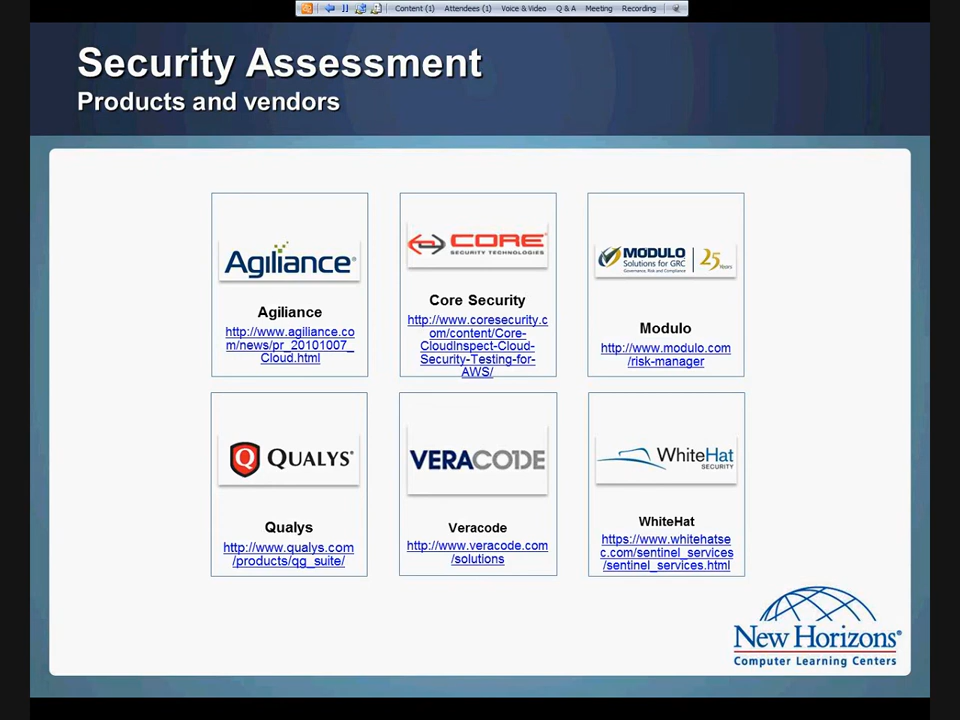 Content (1) Attendees (1) Voice & Video Q & A Meeting Recording
Security Assessment
Products and vendors
Agiliance®
Agiliance
http://www.agiliance.co
m/news/pr_20101007_
Cloud.html
CORE®
SECURITY TECHNOLOGIES
Core Security
http://www.coresecurity.c
om/content/Core-
CloudInspect-Cloud-
Security-Testing-for-
AWS/
MODULO
Solutions for GRC
Governance, Risk and Compliance
25 Years
Modulo
http://www.modulo.com
/risk-manager
QUALYS®
Qualys
http://www.qualys.com
/products/qg_suite/
VERACODE
Veracode
http://www.veracode.com
/solutions
WhiteHat
SECURITY
WhiteHat
https://www.whitehatse
c.com/sentinel_services
/sentinel_services.html
New Horizons®
Computer Learning Centers